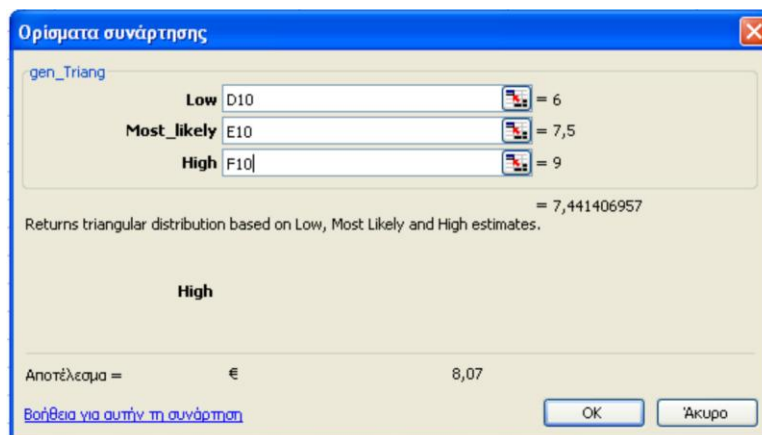 Ορίσματα συνάρτησης
gen_Triang
Low D10 = 6
Most_likely E10 = 7,5
High F10 = 9
= 7,441406957
Returns triangular distribution based on Low, Most Likely and High estimates.
High
Αποτέλεσμα = € 8,07
Βοήθεια για αυτήν τη συνάρτηση OK Άκυρο